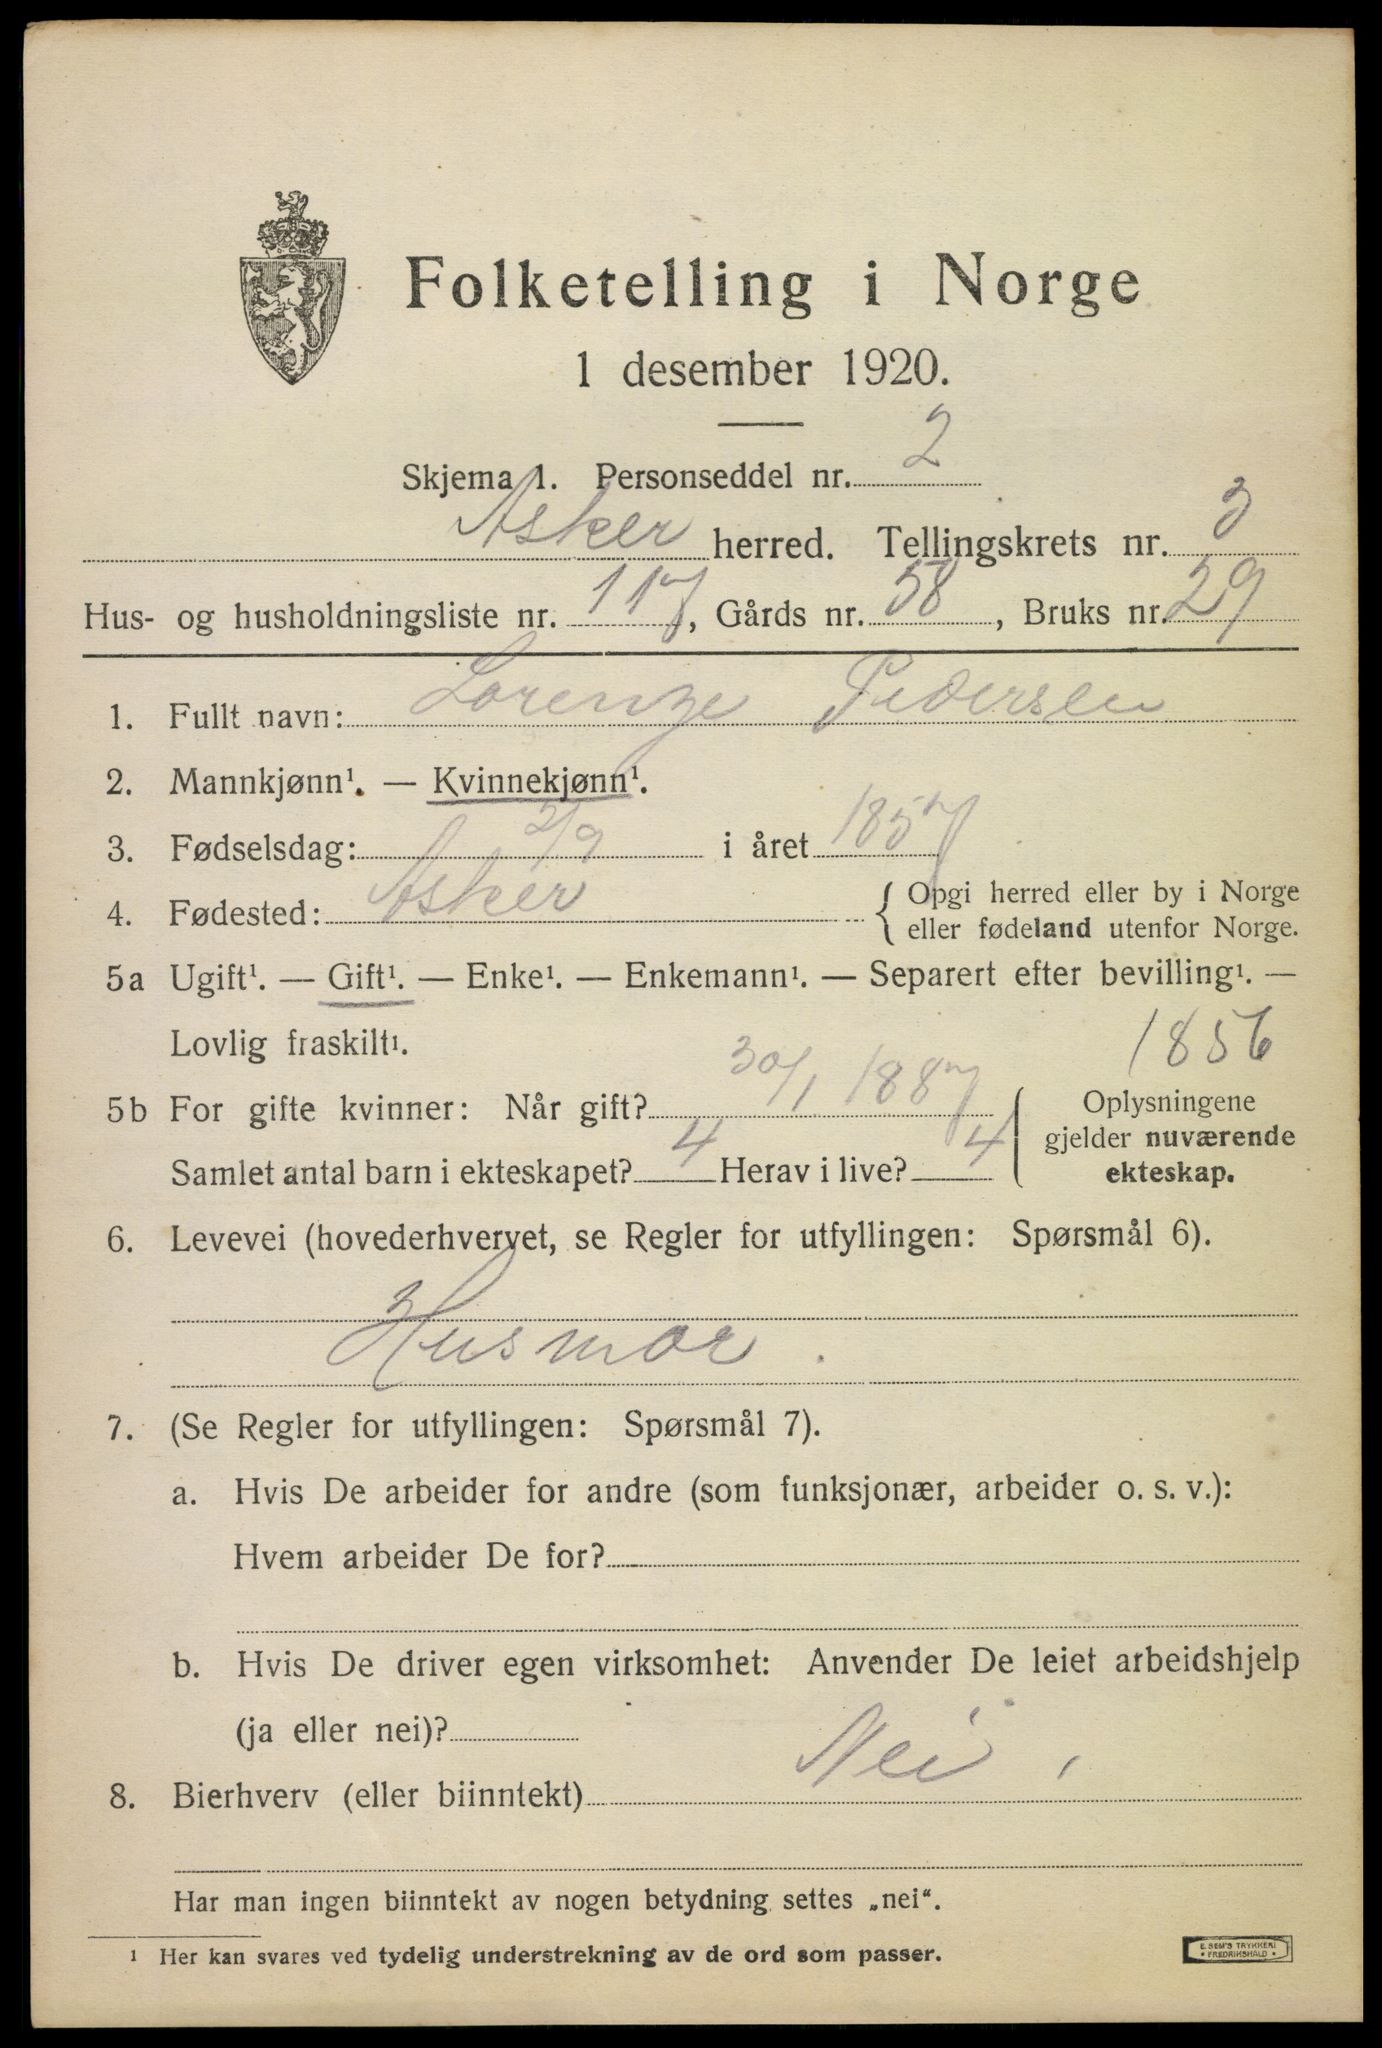 Folketelling i Norge
1 desember 1920.
Skjema 1. Personseddel nr. 2
Asker herred. Tellingskrets nr. 3
Hus- og husholdningsliste nr. 117, Gårds nr. 58, Bruks nr. 29
1. Fullt navn: Lorenze Pedersen
2. Mannkjønn¹. — Kvinnekjønn¹.
3. Fødselsdag: 2/9 i året 1857
4. Fødested: Asker { Opgi herred eller by i Norge
eller fødeland utenfor Norge.
5a Ugift¹. — Gift¹. — Enke¹. — Enkemann¹. — Separert efter bevilling¹. —
Lovlig fraskilt¹. 1856
5b For gifte kvinner: Når gift? 30/1 1887
Samlet antal barn i ekteskapet? 4 Herav i live? 4
Oplysningene
gjelder nuværende
ekteskap.
6. Levevei (hovederhvervet, se Regler for utfyllingen: Spørsmål 6).
Husmor.
7. (Se Regler for utfyllingen: Spørsmål 7).
a. Hvis De arbeider for andre (som funksjonær, arbeider o. s. v.):
Hvem arbeider De for?
b. Hvis De driver egen virksomhet: Anvender De leiet arbeidshjelp
(ja eller nei)?
8. Bierhverv (eller biinntekt) Nei,
Har man ingen biinntekt av nogen betydning settes „nei“.
¹ Her kan svares ved tydelig understrekning av de ord som passer.
E. SEM'S TRYKKERI
• FREDRIKSHALD •